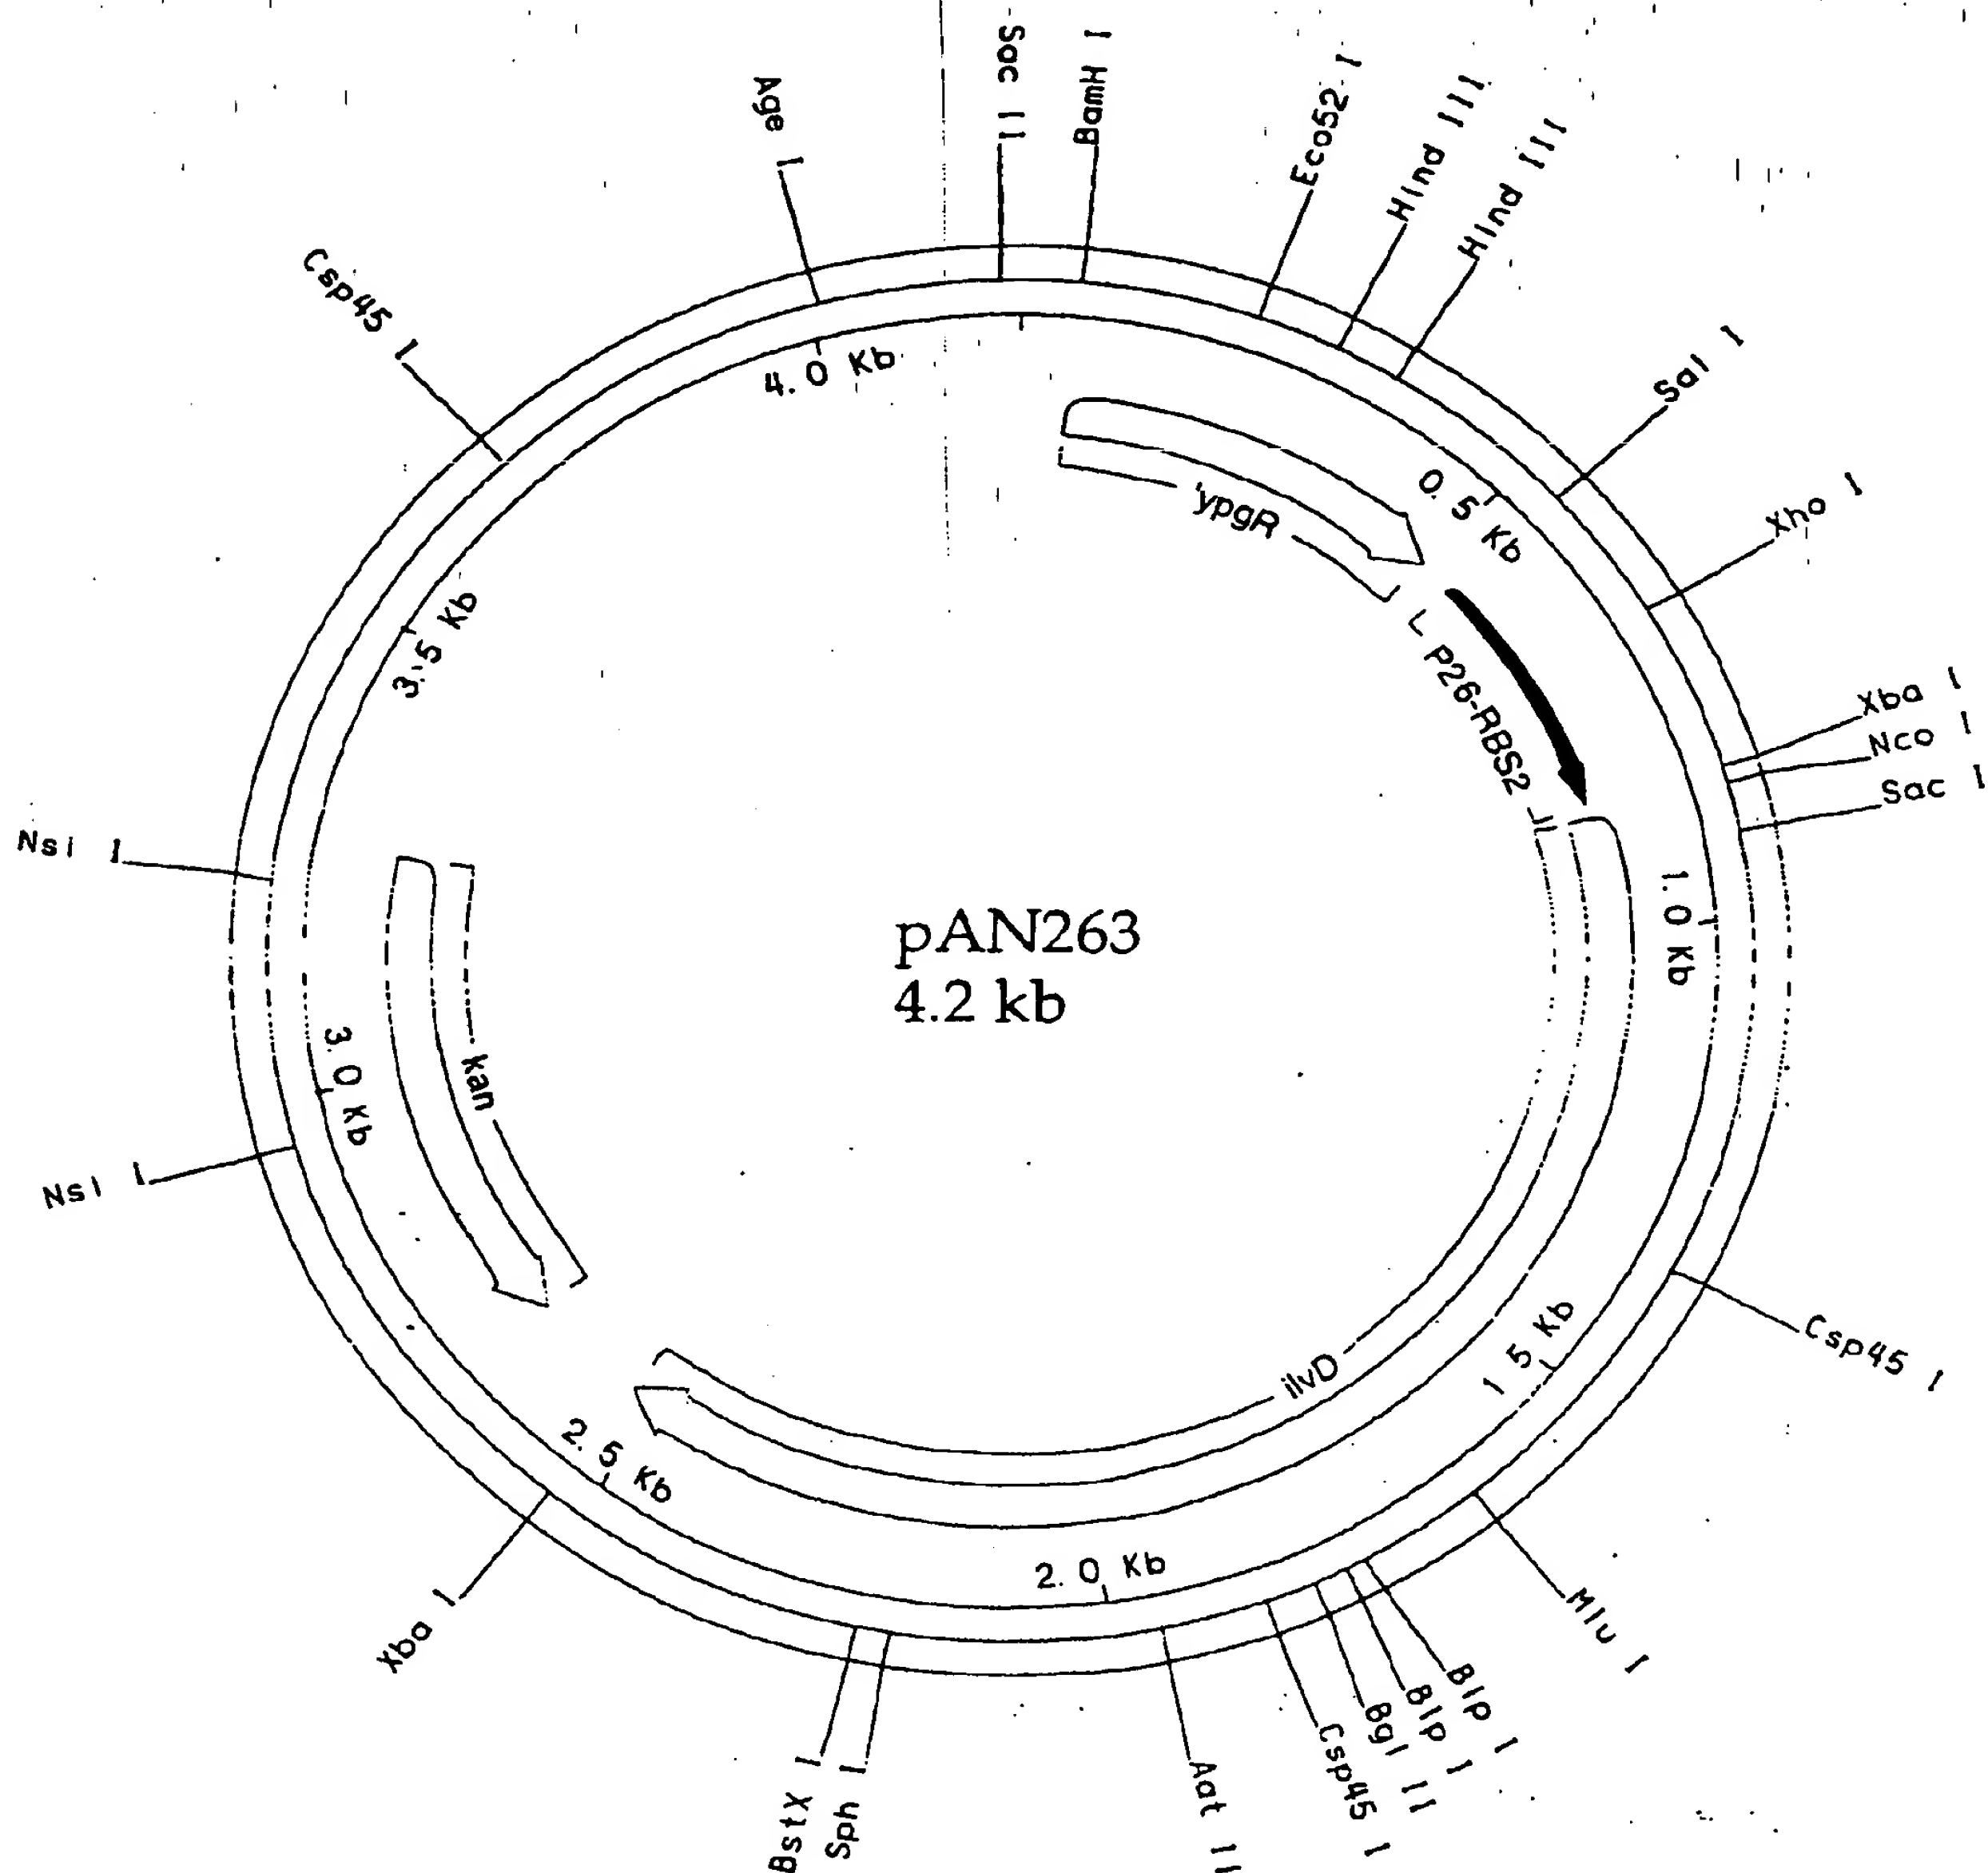 Sac II
BamH I
Eco52 I
Hind III
Hind III
Sal I
Xho I
Xba I
Nco I
Sac I
Csp45 I
Mlu I
Blp I
Blp I
Bgl II
Csp45 I
Aat II
Sph I
BstX I
Xba I
Nsi I
Nsi I
Csp45 I
Age I
4.0 Kb
0.5 Kb
1.0 Kb
1.5 Kb
2.0 Kb
2.5 Kb
3.0 Kb
3.5 Kb
'ypgR
P26-RBS2
ilvD
kan
pAN263
4.2 kb